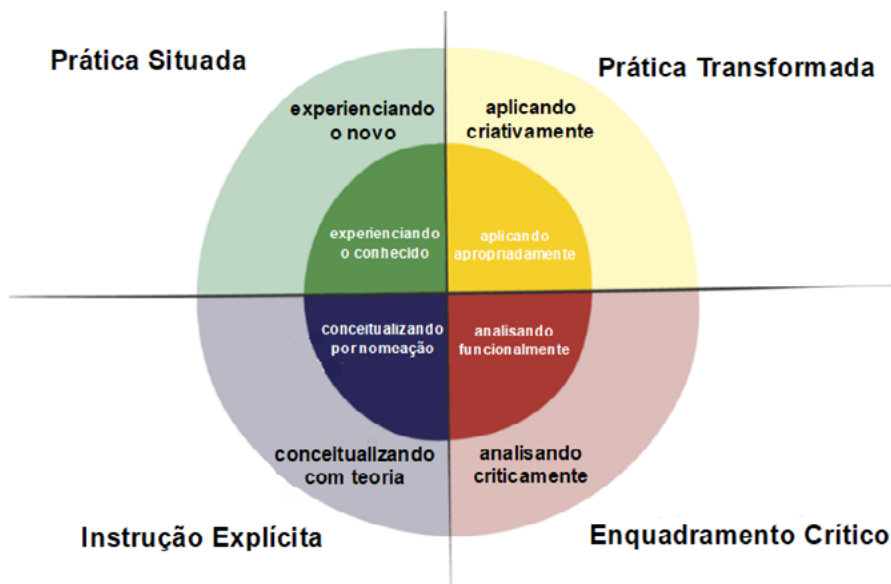 Prática Situada
Prática Transformada
experienciando
o novo
aplicando
criativamente
experienciando
o conhecido
aplicando
apropriadamente
conceitualizando
por nomeação
analisando
funcionalmente
conceitualizando
com teoria
analisando
criticamente
Instrução Explícita
Enquadramento Crítico